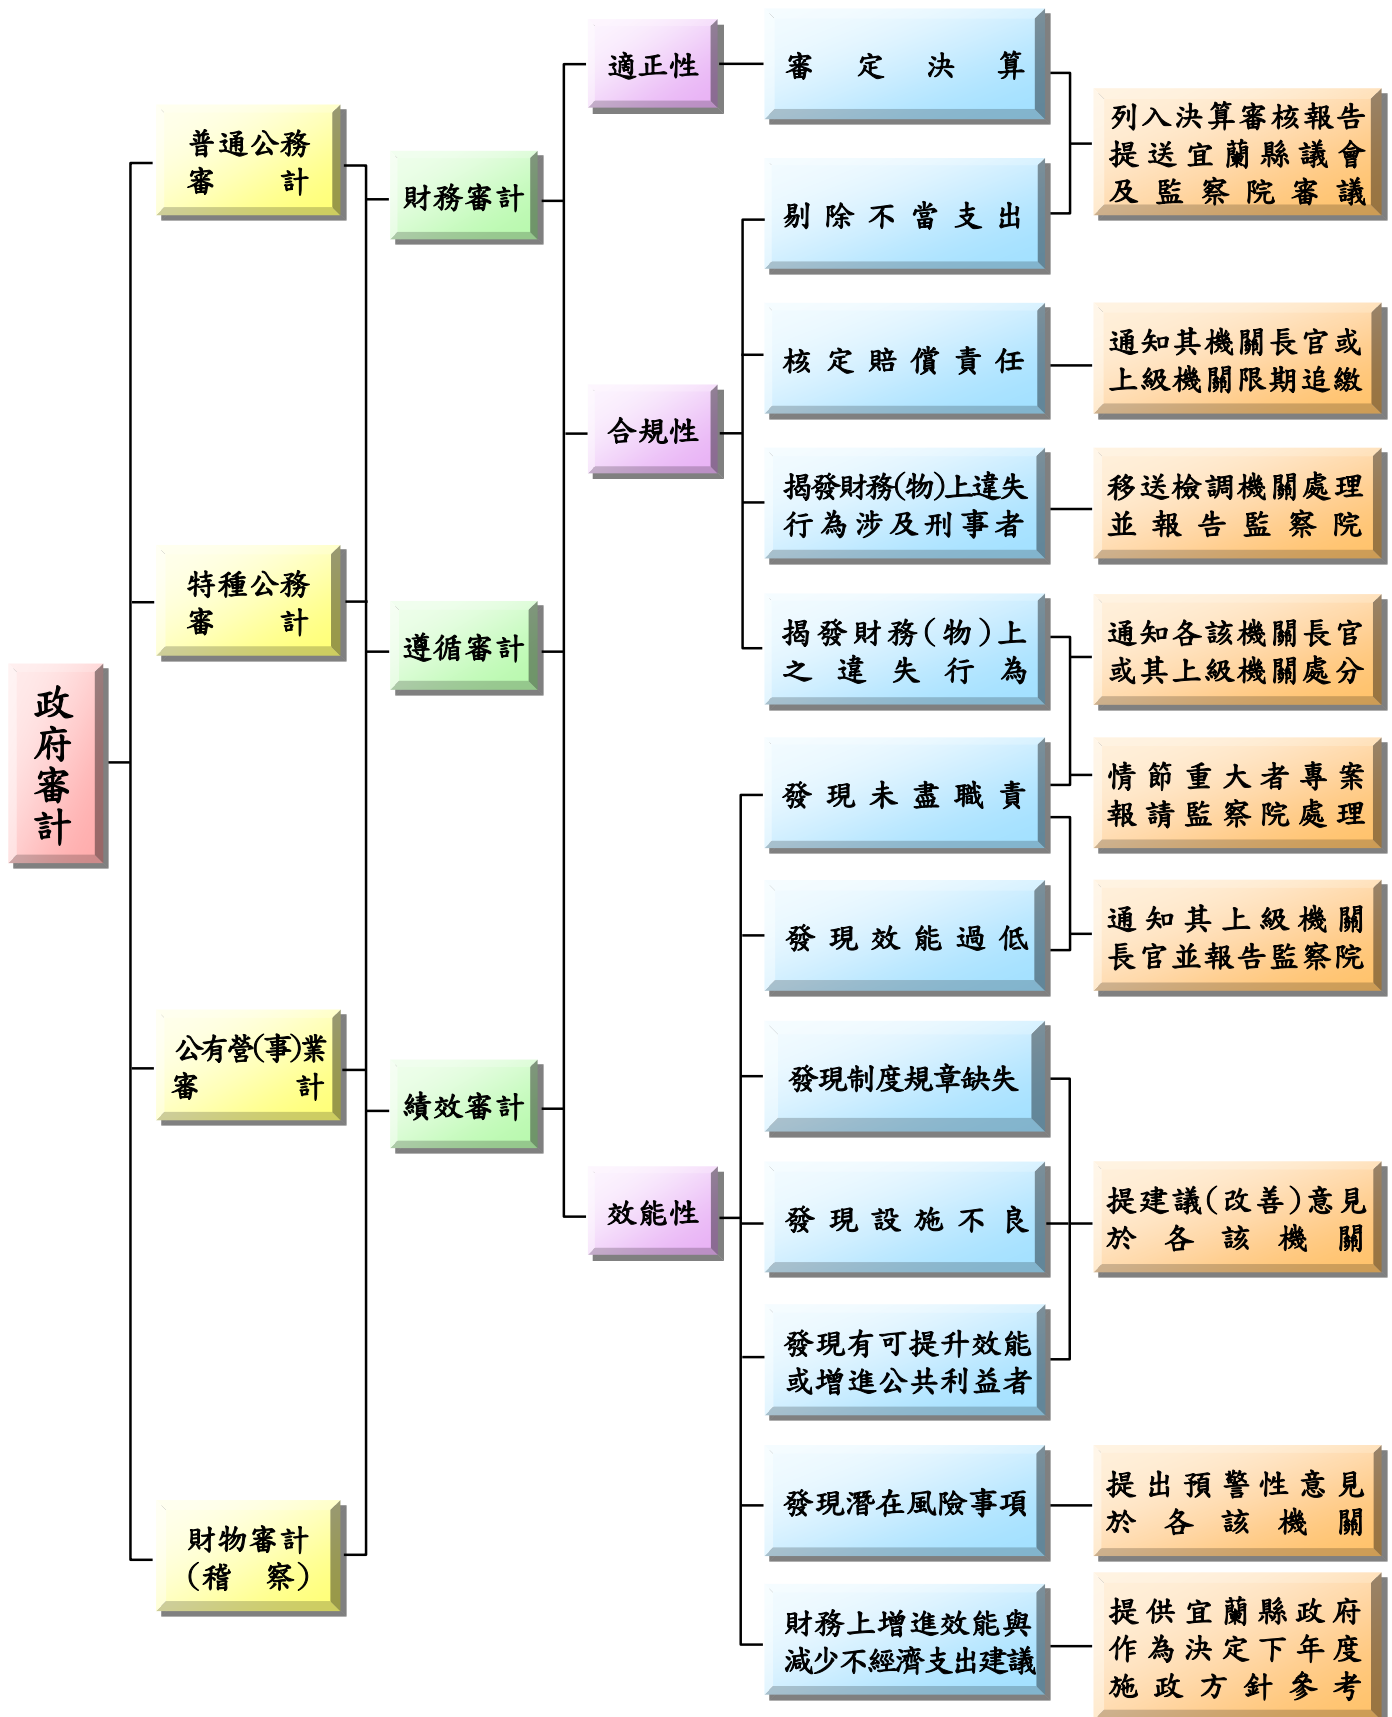 政府審計
普通公務
審計
特種公務
審計
公有營(事)業
審計
財物審計
(稽察)
財務審計
遵循審計
績效審計
適正性
合規性
效能性
審定決算
剔除不當支出
核定賠償責任
揭發財務(物)上違失
行為涉及刑事者
揭發財務(物)上
之違失行為
發現未盡職責
發現效能過低
發現制度規章缺失
發現設施不良
發現有可提升效能
或增進公共利益者
發現潛在風險事項
財務上增進效能與
減少不經濟支出建議
列入決算審核報告
提送宜蘭縣議會
及監察院審議
通知其機關長官或
上級機關限期追繳
移送檢調機關處理
並報告監察院
通知各該機關長官
或其上級機關處分
情節重大者專案
報請監察院處理
通知其上級機關
長官並報告監察院
提建議(改善)意見
於各該機關
提出預警性意見
於各該機關
提供宜蘭縣政府
作為決定下年度
施政方針參考